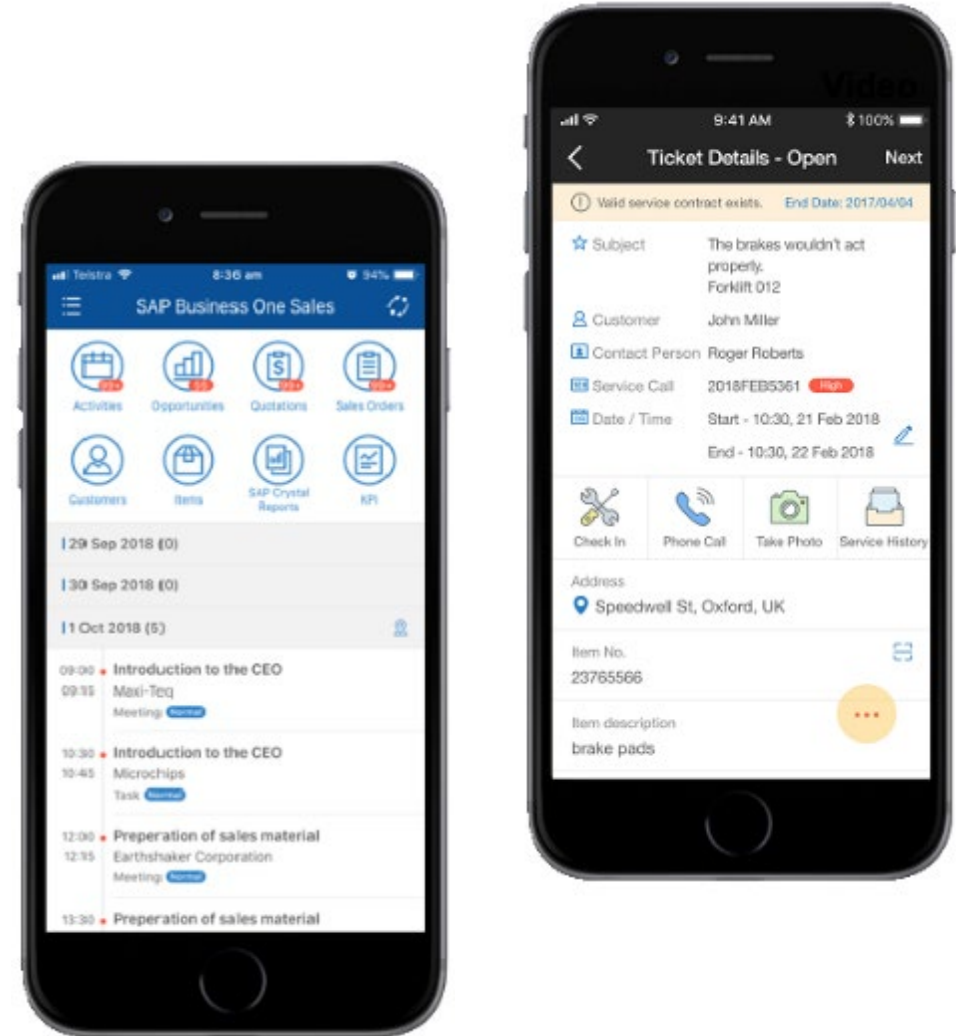 Telstra 8:36 am 94%
SAP Business One Sales
99+ 55 99+ 99+
Activities Opportunities Quotations Sales Orders
Customers Items SAP Crystal Reports KPI
29 Sep 2018 (0)
30 Sep 2018 (0)
1 Oct 2018 (5)
09:00 Introduction to the CEO
09:15 Maxi-Teq
Meeting Normal
10:30 Introduction to the CEO
10:45 Microchips
Task Normal
12:00 Preperation of sales material
12:15 Earthshaker Corporation
Meeting Normal
13:30 Preperation of sales material
Video
9:41 AM 100%
Ticket Details - Open Next
Valid service contract exists. End Date: 2017/04/04
Subject The brakes wouldn't act
properly.
Forklift 012
Customer John Miller
Contact Person Roger Roberts
Service Call 2018FEB5361 High
Date / Time Start - 10:30, 21 Feb 2018
End - 10:30, 22 Feb 2018
Check In Phone Call Take Photo Service History
Address
Speedwell St, Oxford, UK
Item No.
23765566
Item description
brake pads